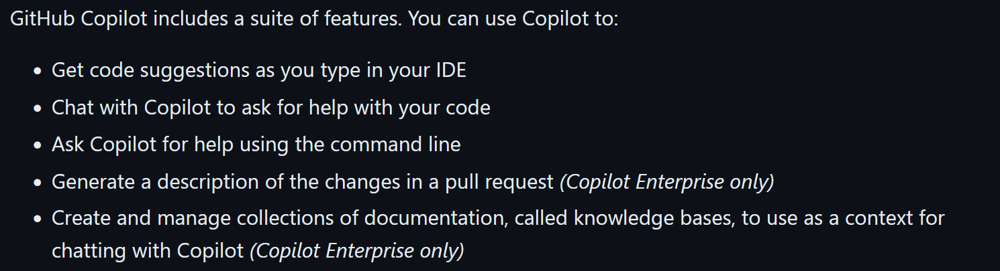 GitHub Copilot includes a suite of features. You can use Copilot to:
• Get code suggestions as you type in your IDE
• Chat with Copilot to ask for help with your code
• Ask Copilot for help using the command line
• Generate a description of the changes in a pull request (Copilot Enterprise only)
• Create and manage collections of documentation, called knowledge bases, to use as a context for
chatting with Copilot (Copilot Enterprise only)